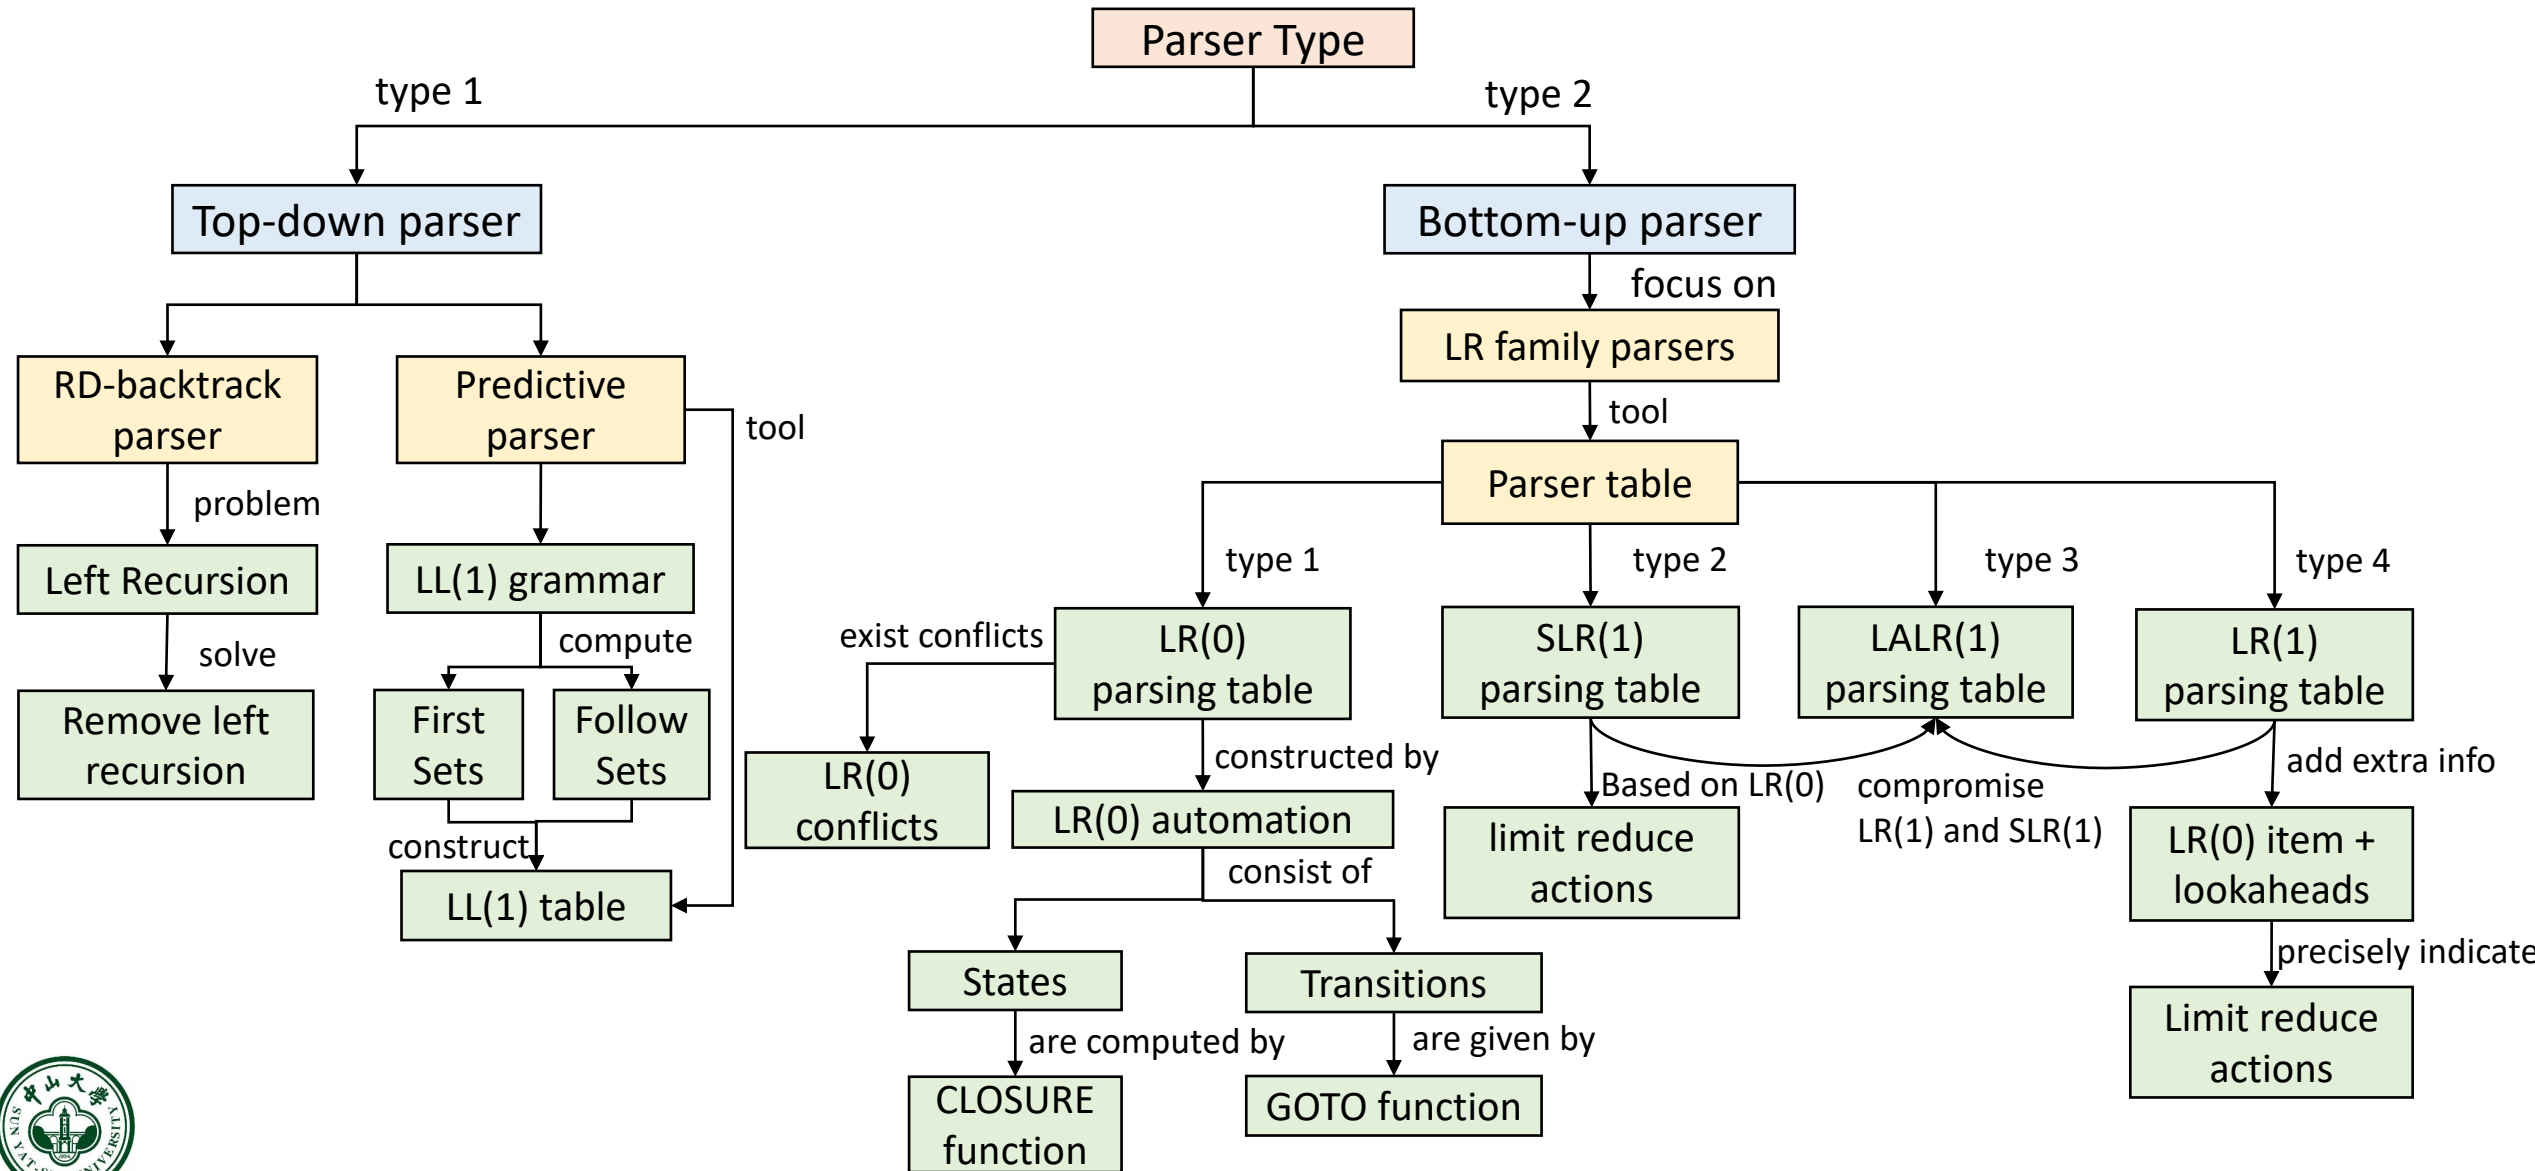 Parser Type
type 1
type 2
Top-down parser
Bottom-up parser
focus on
LR family parsers
RD-backtrack
parser
Predictive
parser
tool
tool
Parser table
problem
Left Recursion
LL(1) grammar
type 1
type 2
type 3
type 4
solve
compute
exist conflicts
LR(0)
parsing table
SLR(1)
parsing table
LALR(1)
parsing table
LR(1)
parsing table
Remove left
recursion
First
Sets
Follow
Sets
LR(0)
conflicts
constructed by
Based on LR(0)
compromise
LR(1) and SLR(1)
add extra info
construct
LL(1) table
LR(0) automation
consist of
limit reduce
actions
LR(0) item +
lookaheads
precisely indicate
States
Transitions
are computed by
are given by
Limit reduce
actions
CLOSURE
function
GOTO function
中山大學